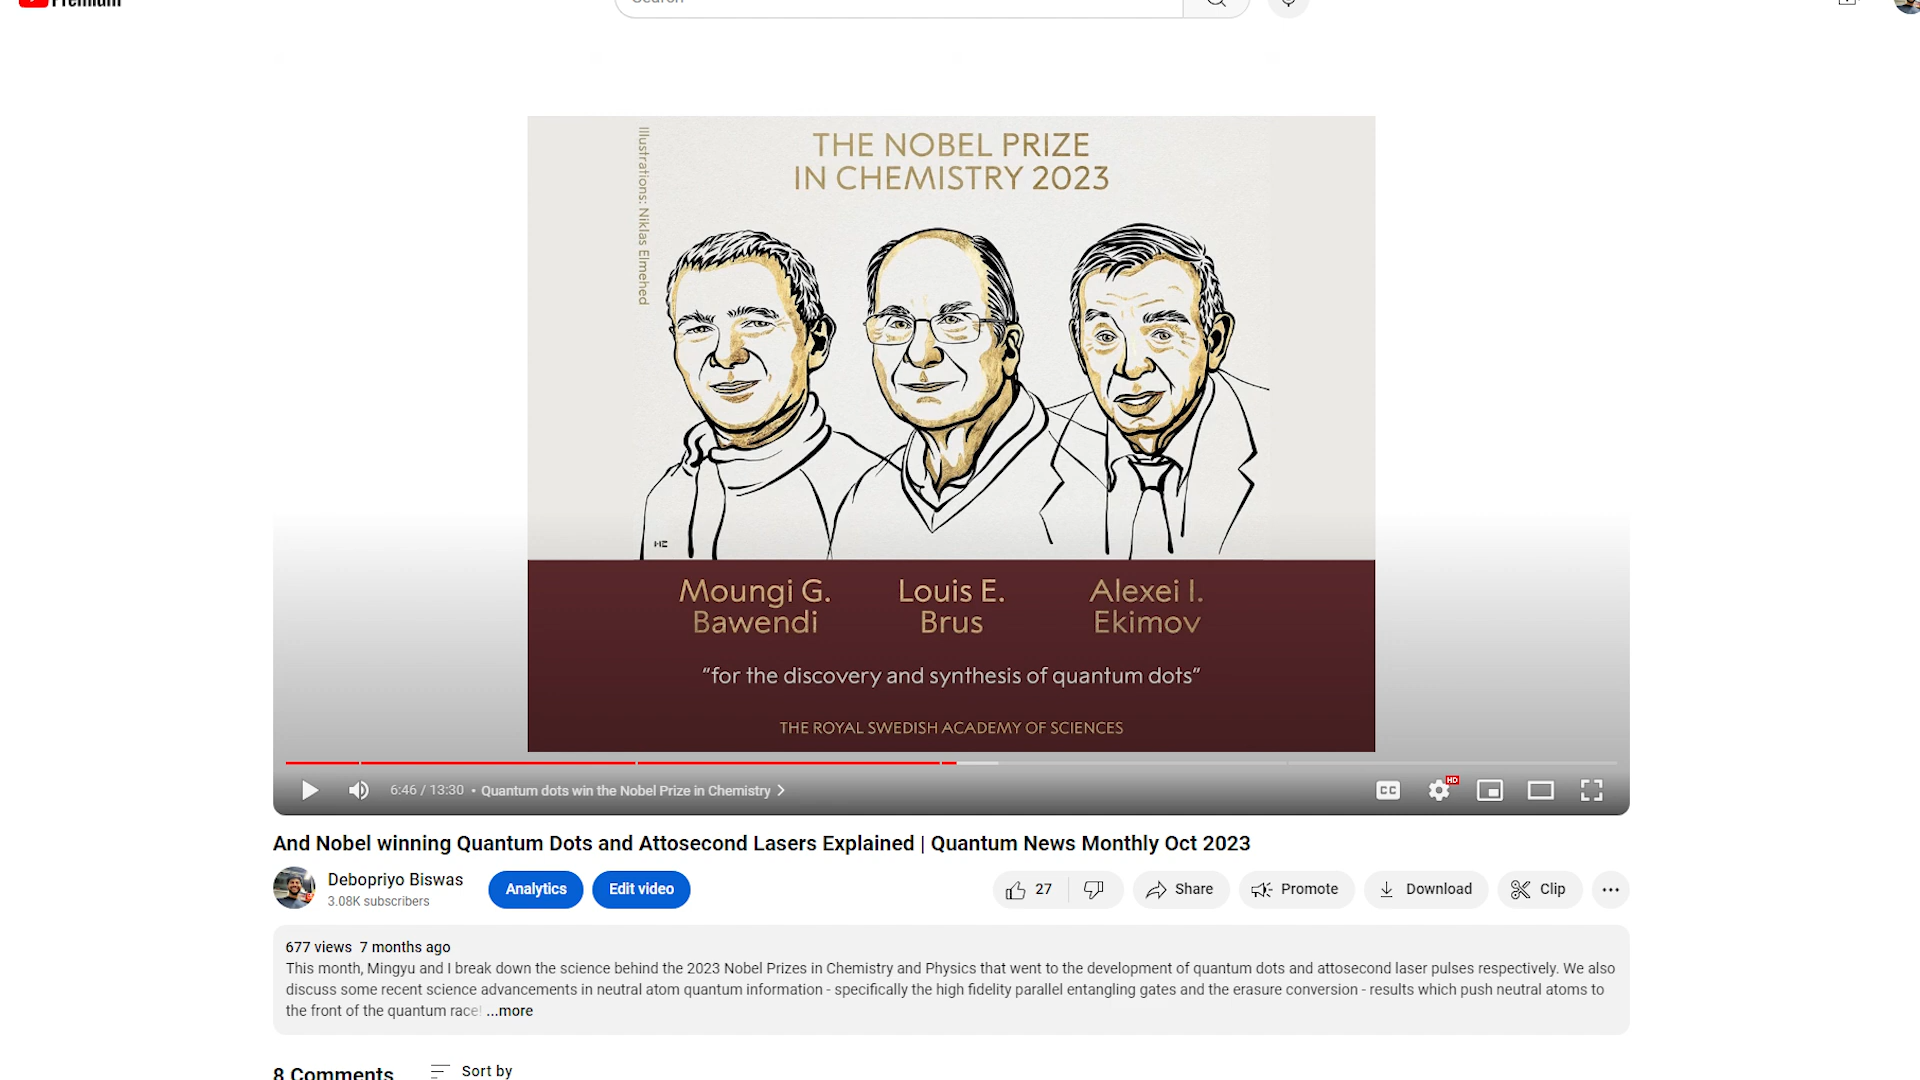 Premium
Search
THE NOBEL PRIZE
IN CHEMISTRY 2023
Illustrations: Niklas Elmehed
Moungi G. Bawendi
Louis E. Brus
Alexei I. Ekimov
"for the discovery and synthesis of quantum dots"
THE ROYAL SWEDISH ACADEMY OF SCIENCES
6:46 / 13:30 • Quantum dots win the Nobel Prize in Chemistry
CC
HD
And Nobel winning Quantum Dots and Attosecond Lasers Explained | Quantum News Monthly Oct 2023
Debopriyo Biswas
3.08K subscribers
Analytics
Edit video
27
Share
Promote
Download
Clip
677 views 7 months ago
This month, Mingyu and I break down the science behind the 2023 Nobel Prizes in Chemistry and Physics that went to the development of quantum dots and attosecond laser pulses respectively. We also
discuss some recent science advancements in neutral atom quantum information - specifically the high fidelity parallel entangling gates and the erasure conversion - results which push neutral atoms to
the front of the quantum race! ...more
8 Comments
Sort by